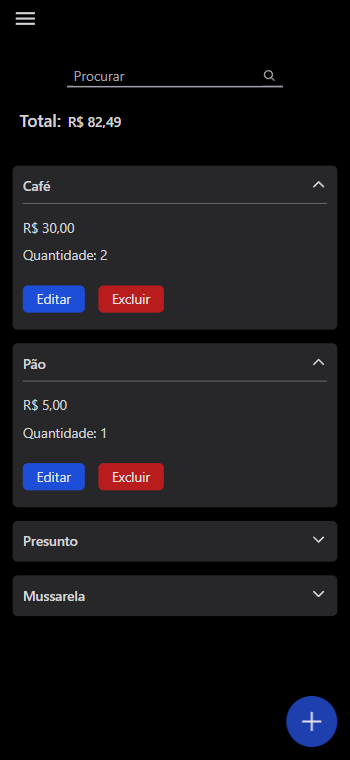 Procurar
Total: R$ 82,49
Café
R$ 30,00
Quantidade: 2
Editar Excluir
Pão
R$ 5,00
Quantidade: 1
Editar Excluir
Presunto
Mussarela